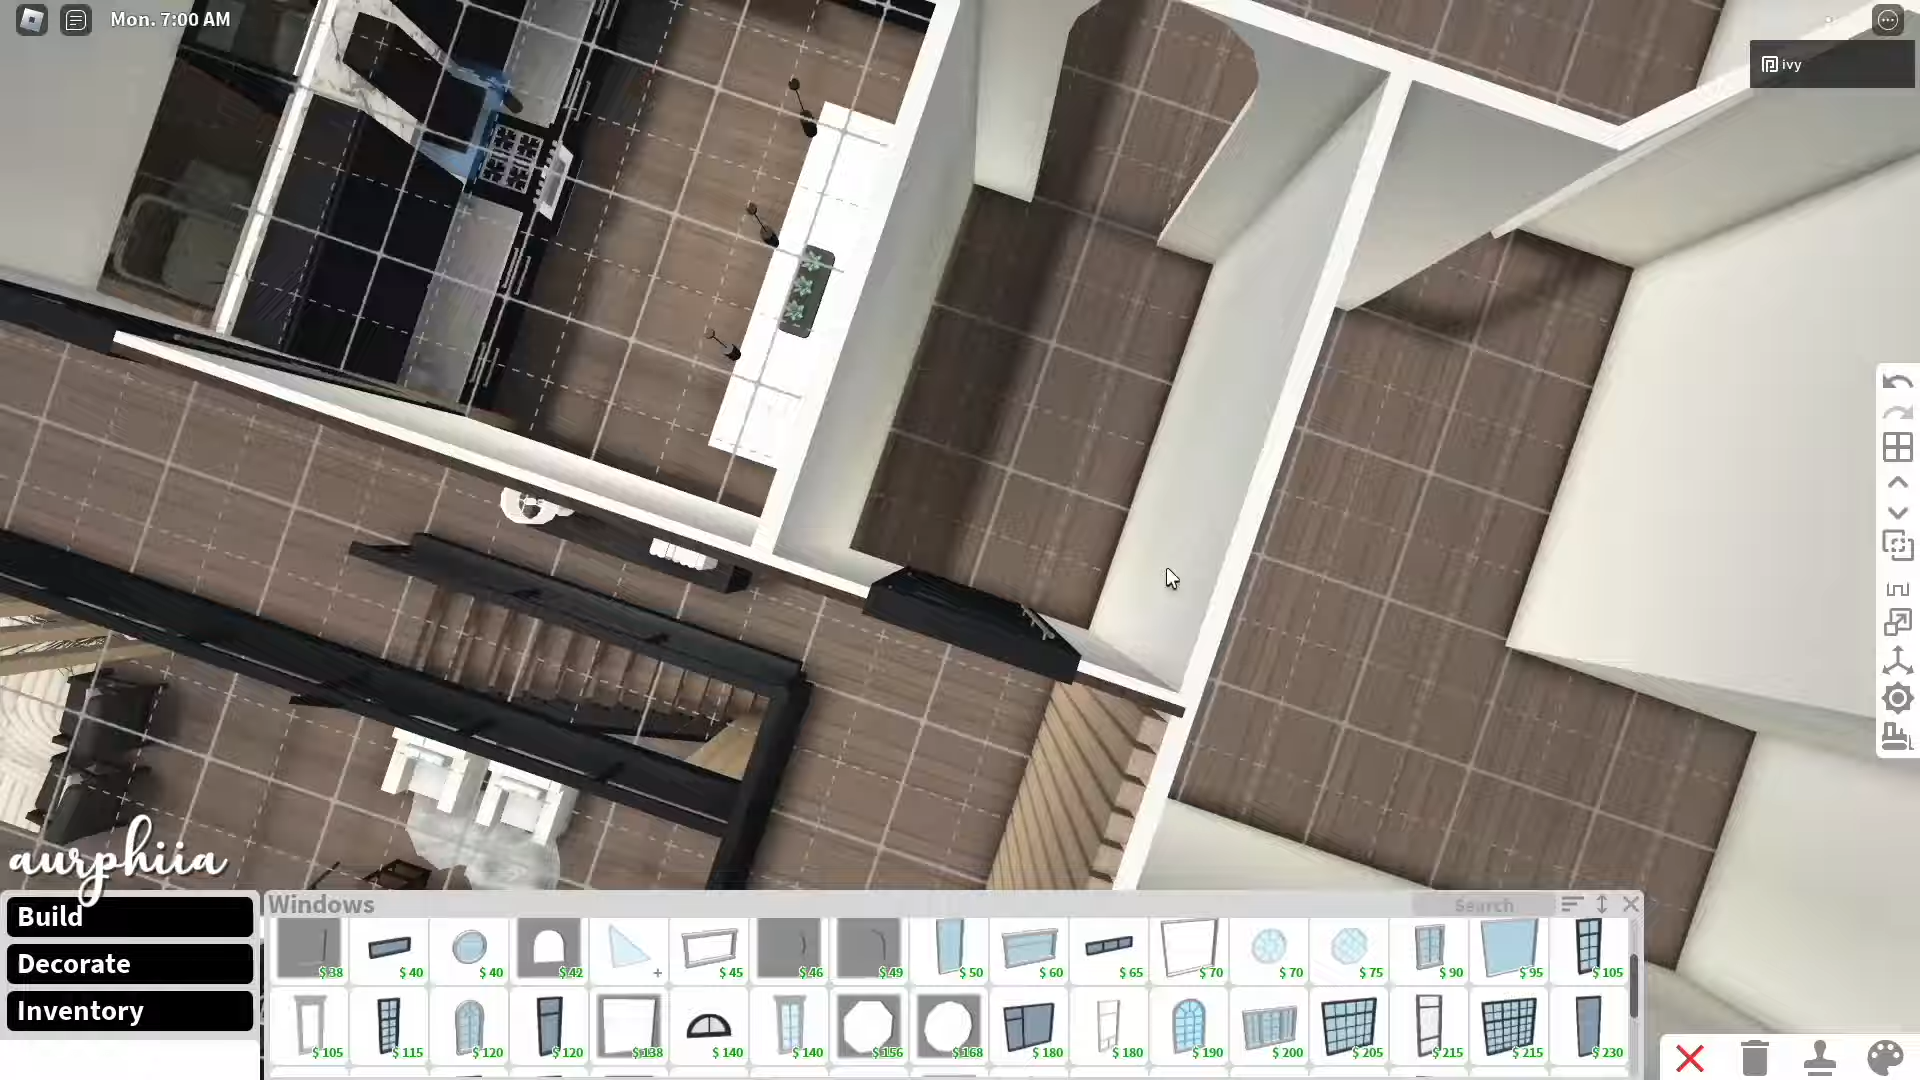 Mon. 7:00 AM
ivy
aurphiia
Build
Decorate
Inventory
Windows
Search
$38 $40 $40 $42 + $45 $46 $49 $50 $60 $65 $70 $70 $75 $90 $95 $105
$105 $115 $120 $120 $138 $140 $140 $156 $168 $180 $180 $190 $200 $205 $215 $215 $230